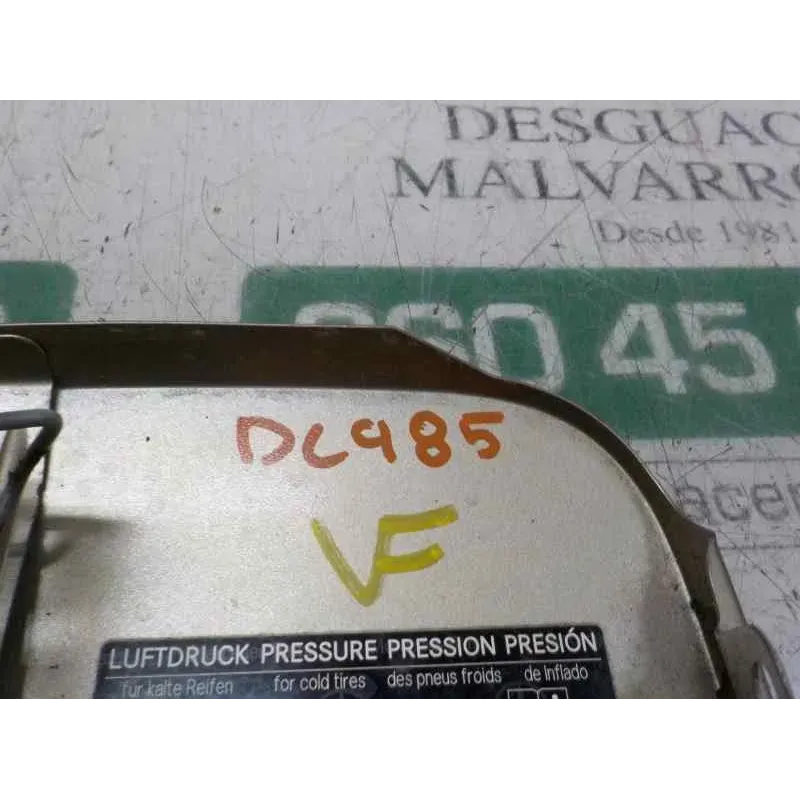 DESGUAC
MALVARRO
Desde 1981
960 45
acer
DC985
VF
LUFTDRUCK PRESSURE PRESSION PRESIÓN
für kalte Reifen for cold tires des pneus froids de inflado